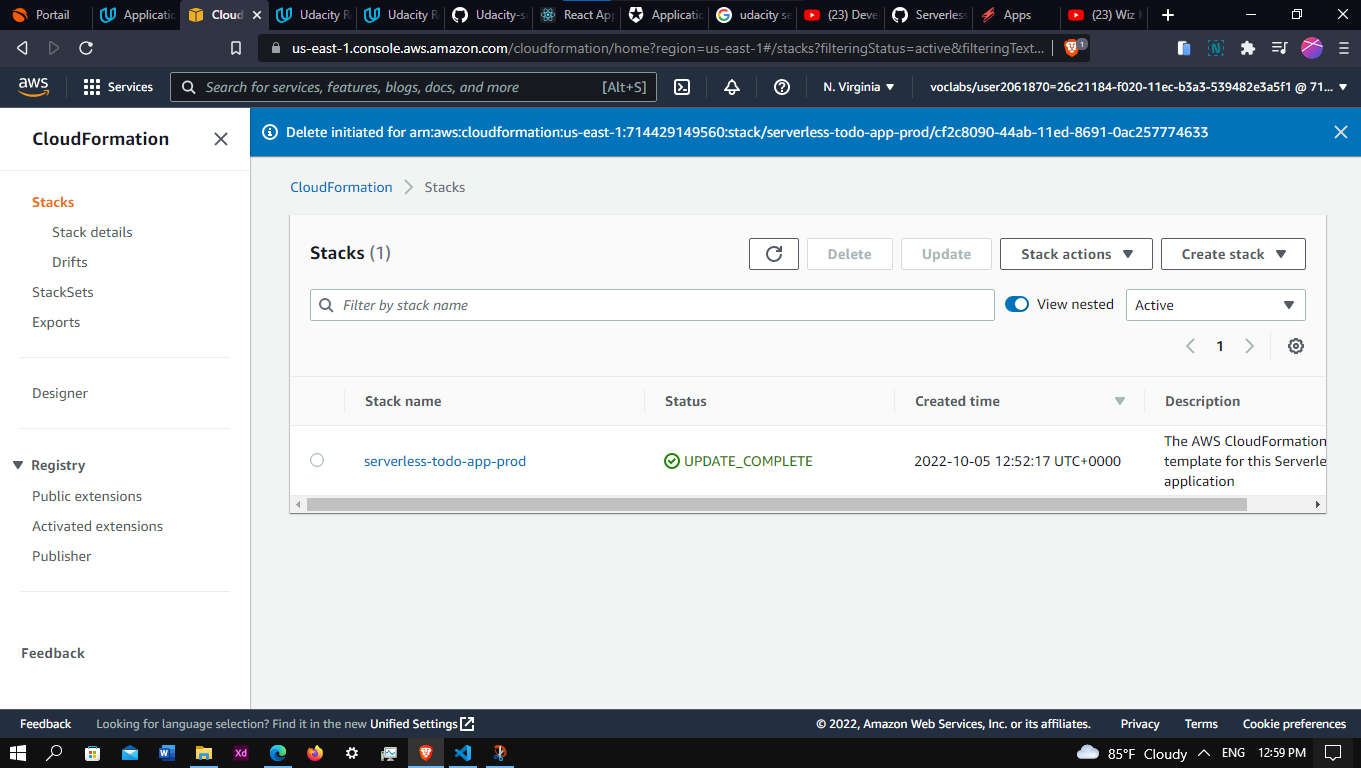 Portail
Applicatic
Cloud
Udacity R
Udacity R
Udacity-s
React App
Applicatic
udacity se
(23) Deve
Serverless
Apps
(23) Wiz
us-east-1.console.aws.amazon.com/cloudformation/home?region=us-east-1#/stacks?filteringStatus=active&filteringText...
1
aws
Services
Search for services, features, blogs, docs, and more
[Alt+S]
N. Virginia
voclabs/user2061870=26c21184-f020-11ec-b3a3-539482e3a5f1 @ 71...
CloudFormation
Delete initiated for arn:aws:cloudformation:us-east-1:714429149560:stack/serverless-todo-app-prod/cf2c8090-44ab-11ed-8691-0ac257774633
Stacks
Stack details
Drifts
StackSets
Exports
Designer
Registry
Public extensions
Activated extensions
Publisher
Feedback
CloudFormation
Stacks
Stacks (1)
Delete
Update
Stack actions
Create stack
Filter by stack name
View nested
Active
1
Stack name
Status
Created time
Description
serverless-todo-app-prod
UPDATE_COMPLETE
2022-10-05 12:52:17 UTC+0000
The AWS CloudFormation
template for this Serverle
application
Feedback
Looking for language selection? Find it in the new Unified Settings
© 2022, Amazon Web Services, Inc. or its affiliates.
Privacy
Terms
Cookie preferences
W
Xd
85°F Cloudy
ENG
12:59 PM